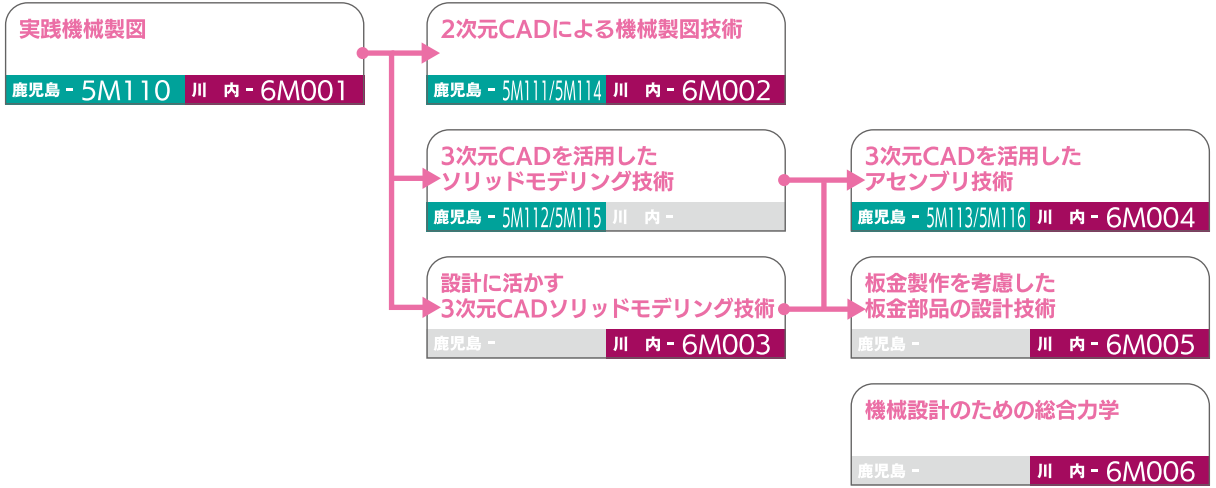 実践機械製図
鹿児島 - 5M110 川 内 - 6M001
2次元CADによる機械製図技術
鹿児島 - 5M111/5M114 川 内 - 6M002
3次元CADを活用した
ソリッドモデリング技術
鹿児島 - 5M112/5M115 川 内 -
3次元CADを活用した
アセンブリ技術
鹿児島 - 5M113/5M116 川 内 - 6M004
設計に活かす
3次元CADソリッドモデリング技術
鹿児島 - 川 内 - 6M003
板金製作を考慮した
板金部品の設計技術
鹿児島 - 川 内 - 6M005
機械設計のための総合力学
鹿児島 - 川 内 - 6M006